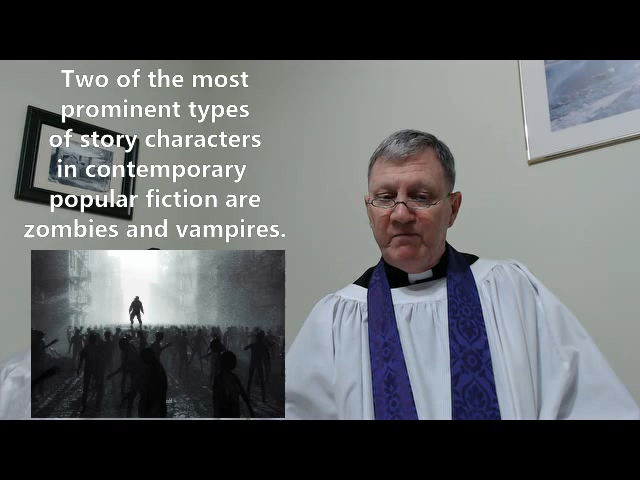 Two of the most
prominent types
of story characters
in contemporary
popular fiction are
zombies and vampires.